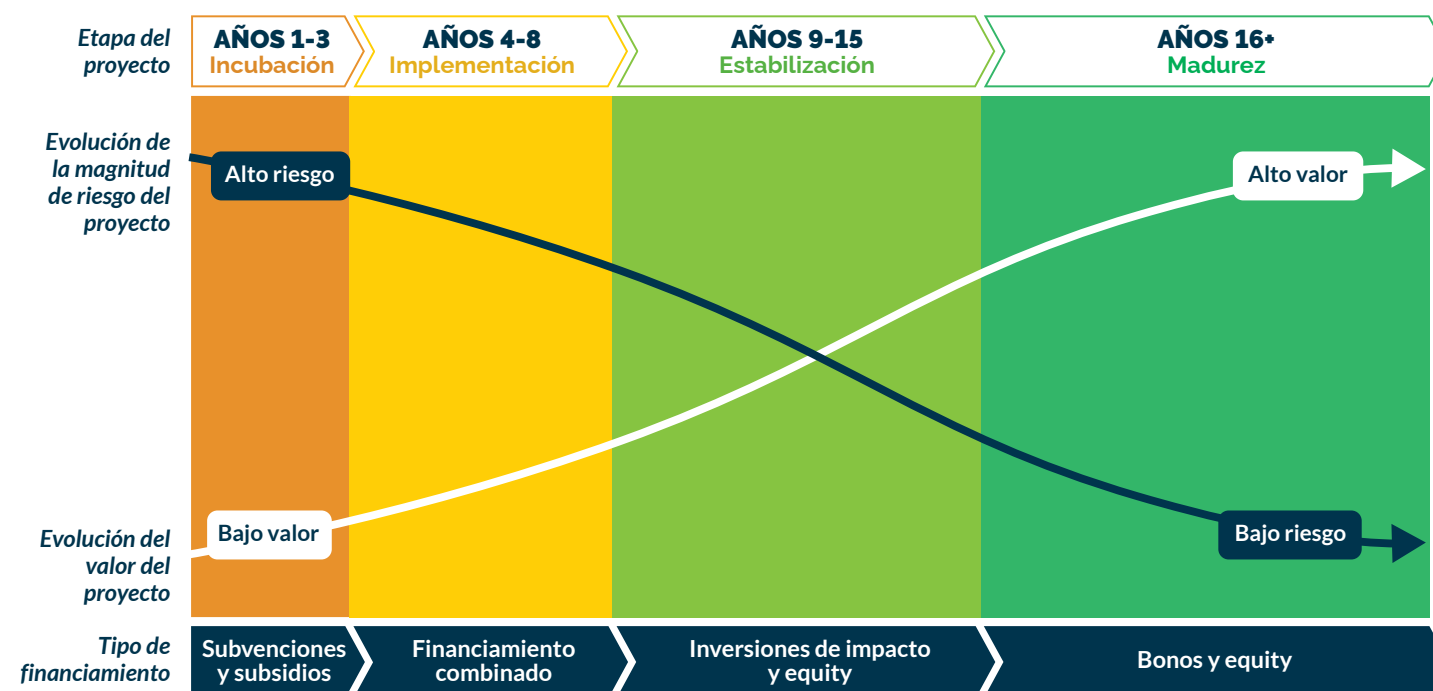 Etapa del
proyecto
AÑOS 1-3
Incubación
AÑOS 4-8
Implementación
AÑOS 9-15
Estabilización
AÑOS 16+
Madurez
Evolución de
la magnitud
de riesgo del
proyecto
Alto riesgo
Alto valor
Evolución del
valor del
proyecto
Bajo valor
Bajo riesgo
Tipo de
financiamiento
Subvenciones
y subsidios
Financiamiento
combinado
Inversiones de impacto
y equity
Bonos y equity